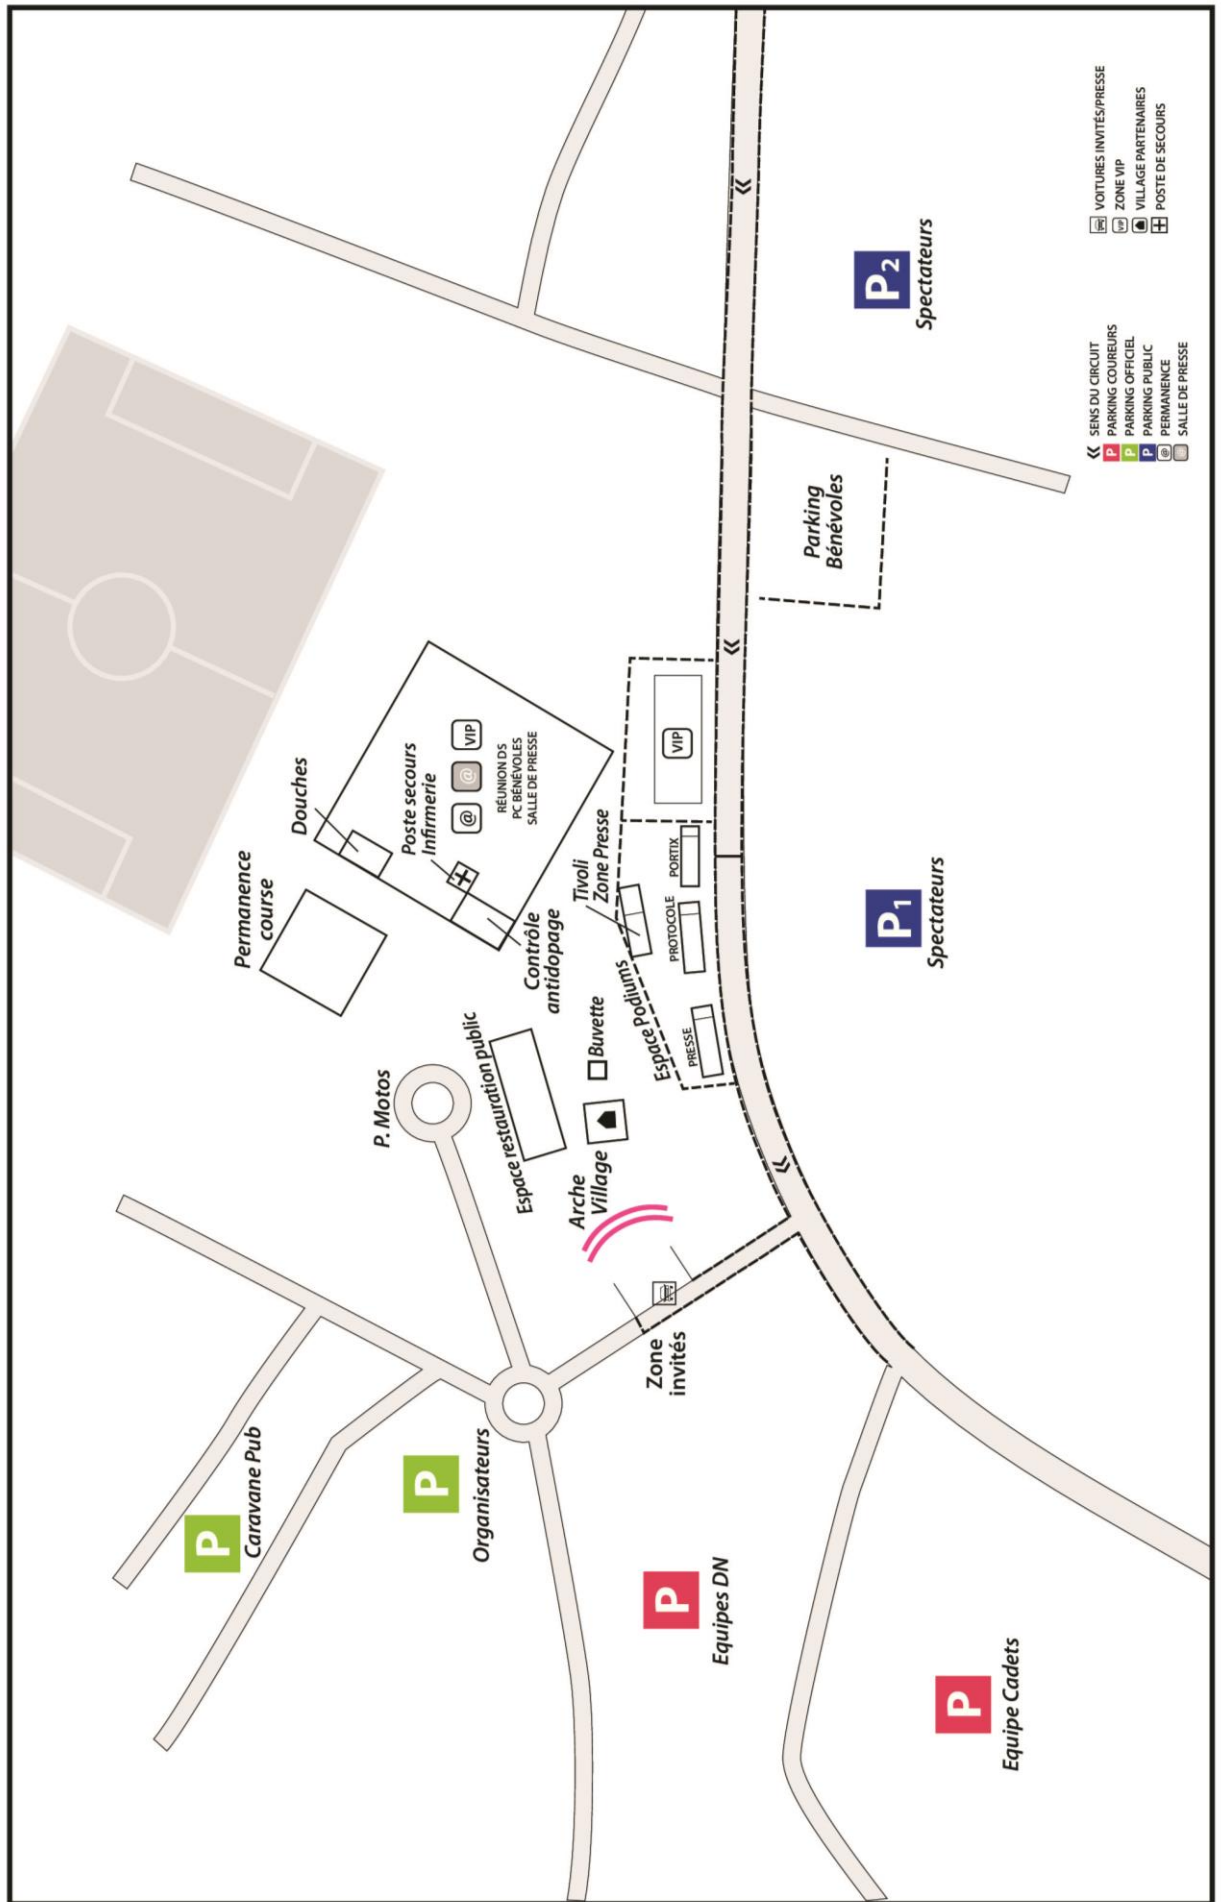 Douches
Permanence
course
Poste secours
Infirmerie
@
@
VIP
RÉUNION DS
PC BÉNÉVOLES
SALLE DE PRESSE
Contrôle
antidopage
Tivoli
Zone Presse
VIP
PORTIX
PROTOCOLE
PRESSE
Espace Podiums
Buvette
Espace restauration public
P. Motos
Arche
Village
Zone
invités
P
Caravane Pub
P
Organisateurs
P
Equipes DN
P
Equipe Cadets
P1
Spectateurs
Parking
Bénévoles
P2
Spectateurs
SENS DU CIRCUIT
P PARKING COUREURS
P PARKING OFFICIEL
P PARKING PUBLIC
@ PERMANENCE
@ SALLE DE PRESSE
VOITURES INVITÉS/PRESSE
VIP ZONE VIP
VILLAGE PARTENAIRES
POSTE DE SECOURS